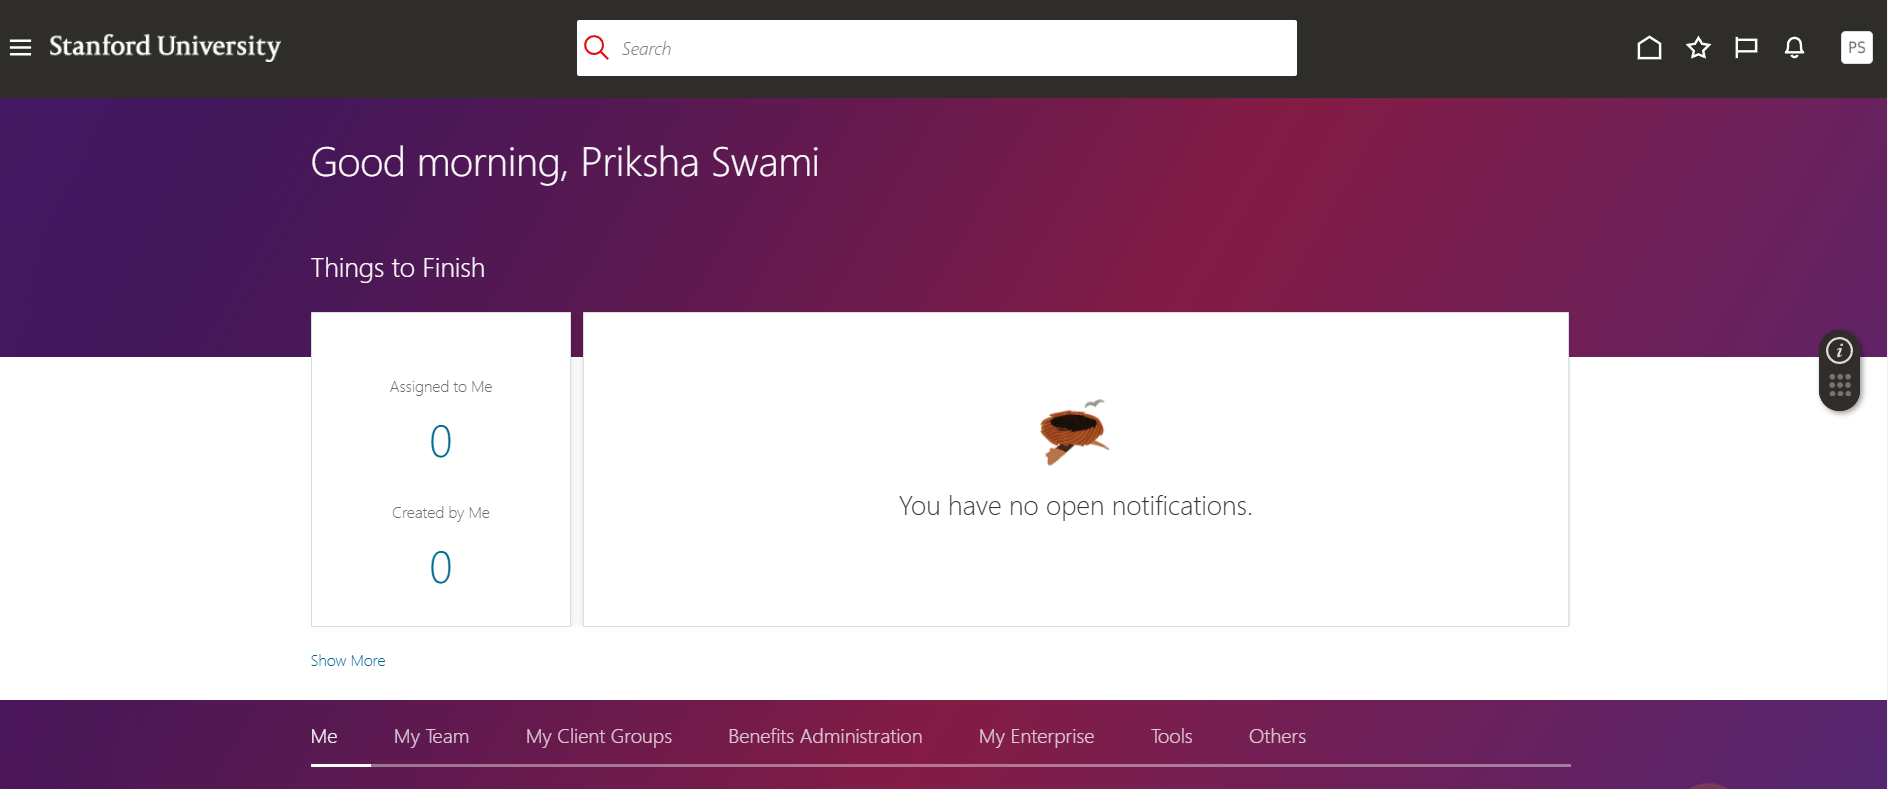 Stanford University
Search
PS
Good morning, Priksha Swami
Things to Finish
Assigned to Me
0
Created by Me
0
You have no open notifications.
Show More
Me My Team My Client Groups Benefits Administration My Enterprise Tools Others